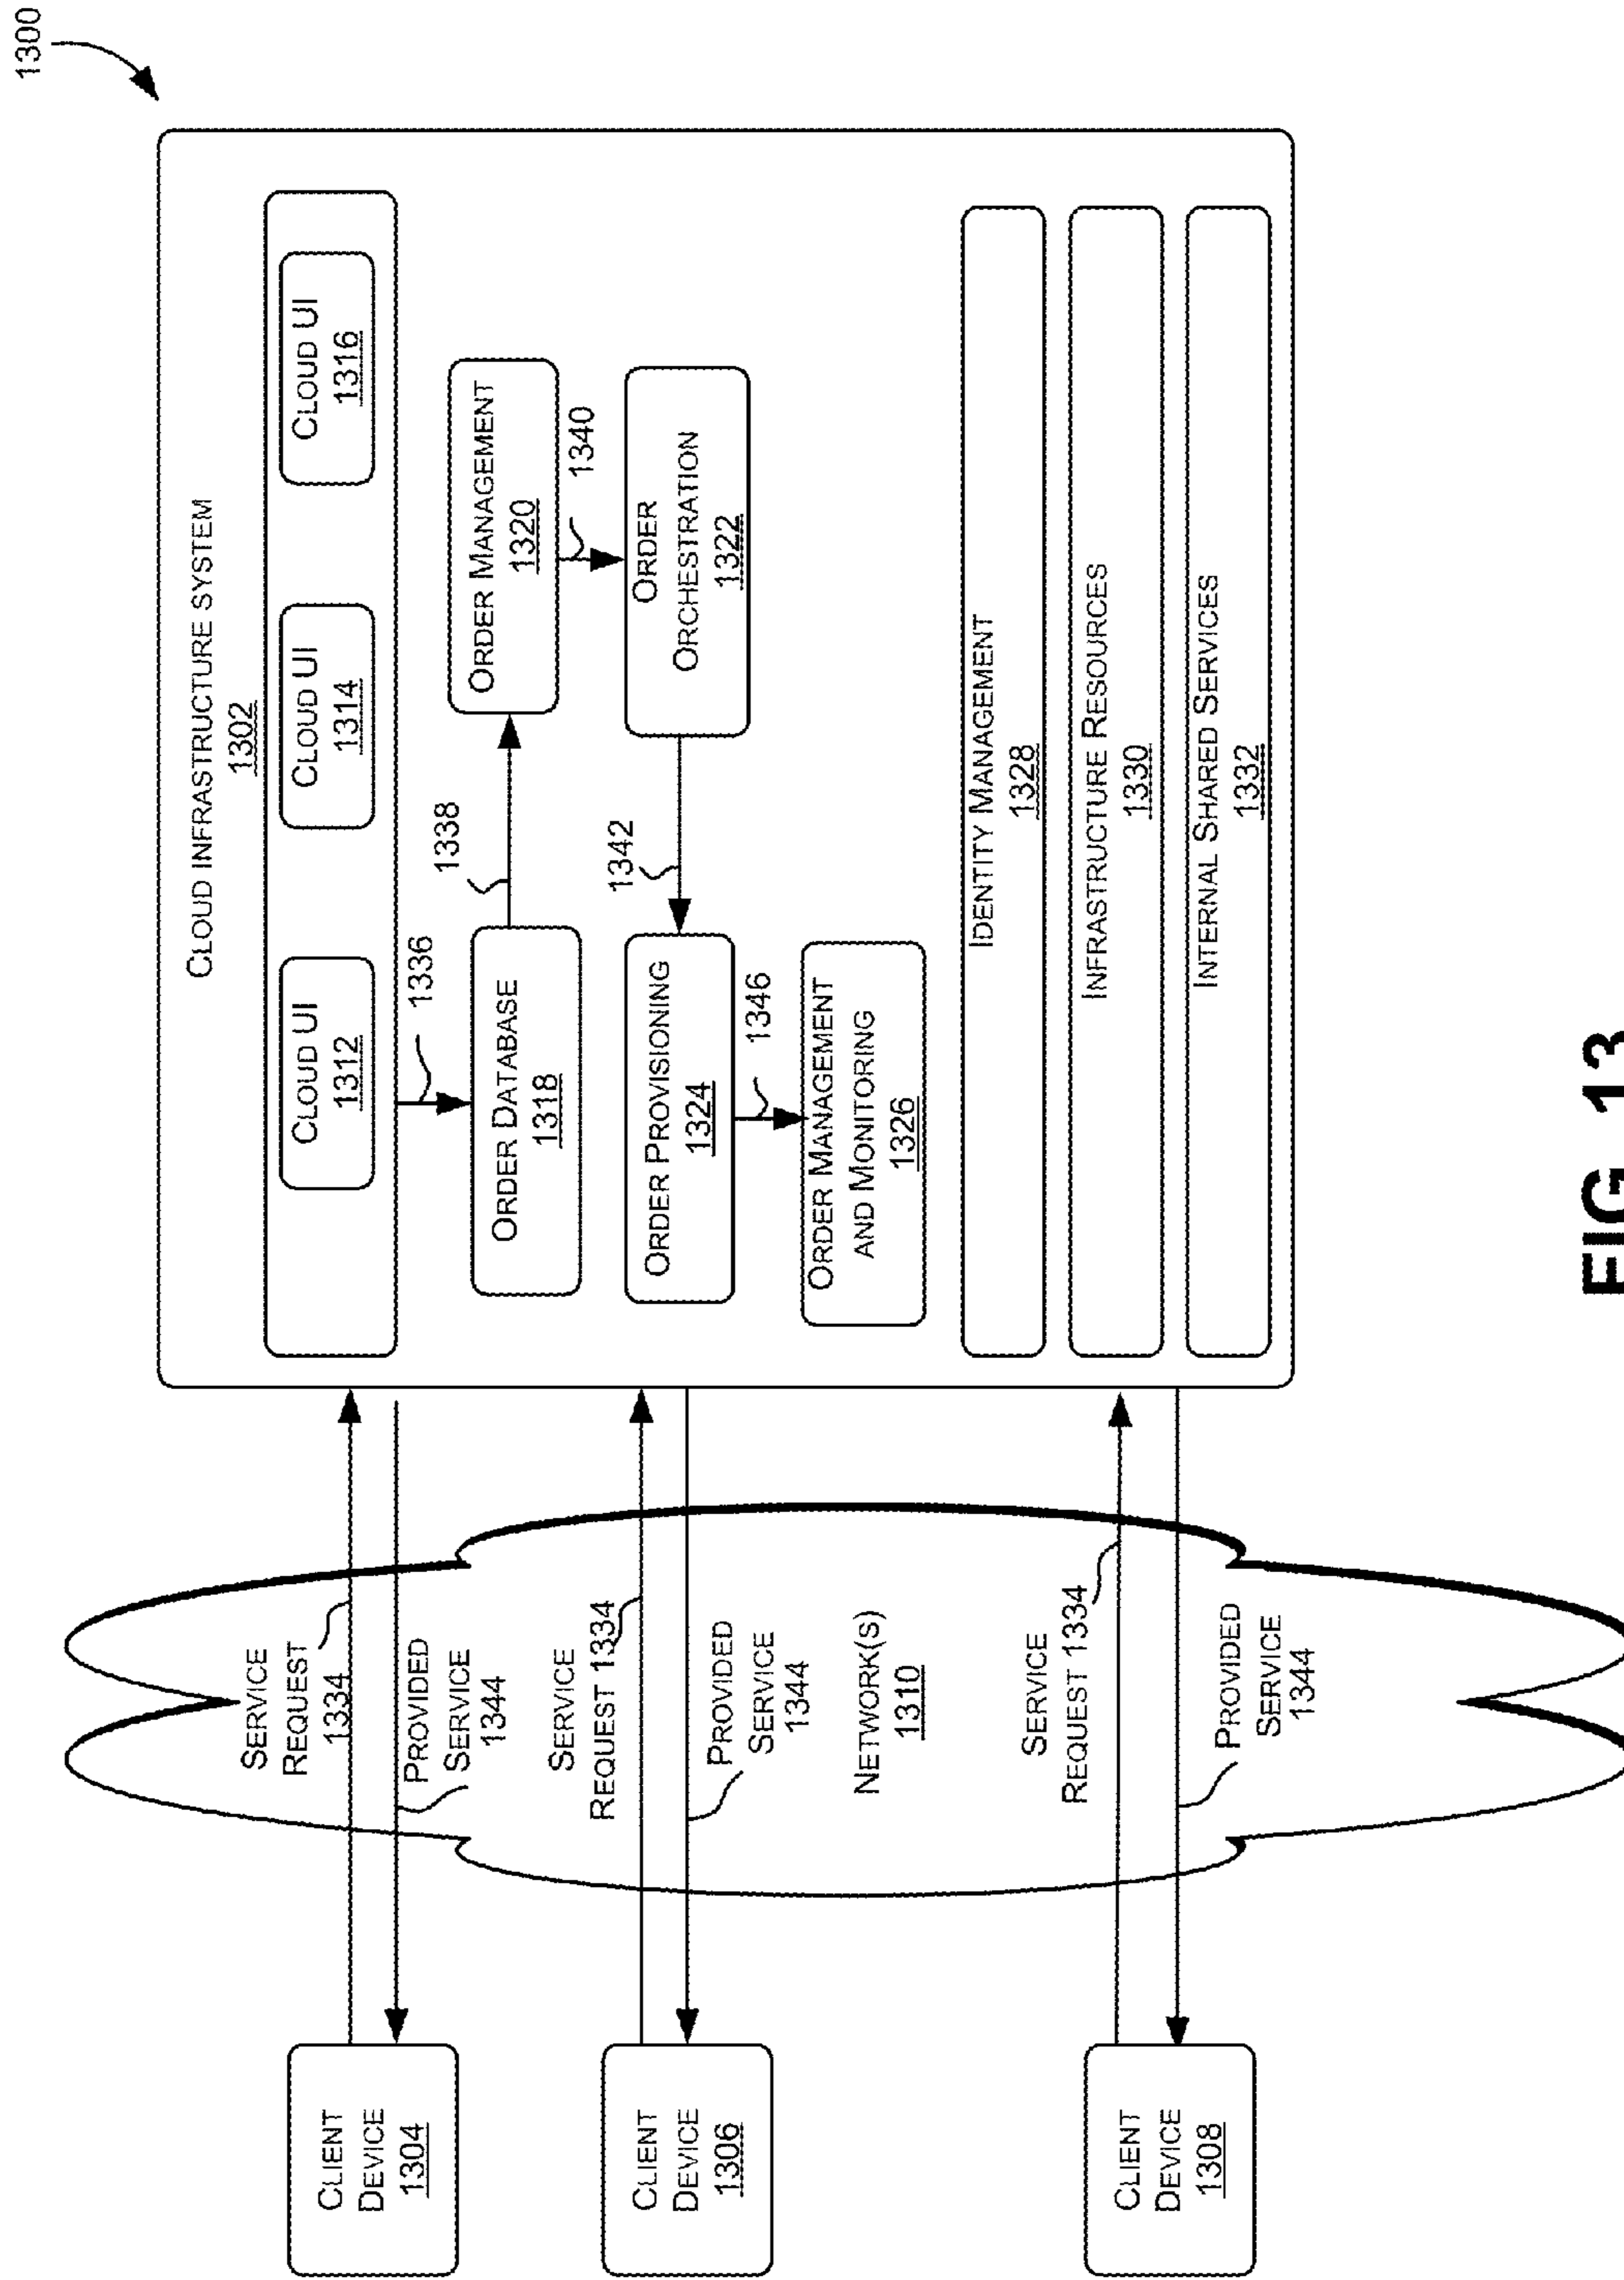 1300
CLOUD INFRASTRUCTURE SYSTEM
1302
CLOUD UI
1312
CLOUD UI
1314
CLOUD UI
1316
1336
ORDER DATABASE
1318
1338
ORDER MANAGEMENT
1320
1340
ORDER
ORCHESTRATION
1322
1342
ORDER PROVISIONING
1324
1346
ORDER MANAGEMENT
AND MONITORING
1326
IDENTITY MANAGEMENT
1328
INFRASTRUCTURE RESOURCES
1330
INTERNAL SHARED SERVICES
1332
CLIENT
DEVICE
1304
SERVICE
REQUEST
1334
PROVIDED
SERVICE
1344
CLIENT
DEVICE
1306
SERVICE
REQUEST 1334
PROVIDED
SERVICE
1344
NETWORK(S)
1310
CLIENT
DEVICE
1308
SERVICE
REQUEST 1334
PROVIDED
SERVICE
1344
FIG. 13